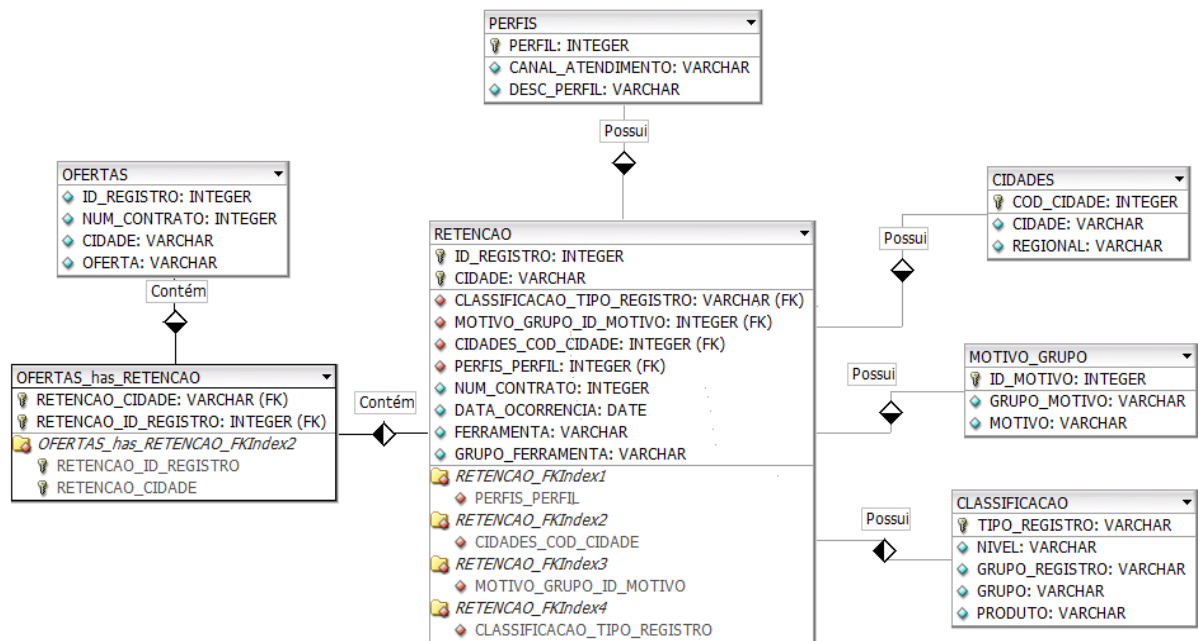 PERFIS
PERFIL: INTEGER
CANAL_ATENDIMENTO: VARCHAR
DESC_PERFIL: VARCHAR
Possui
OFERTAS
ID_REGISTRO: INTEGER
NUM_CONTRATO: INTEGER
CIDADE: VARCHAR
OFERTA: VARCHAR
Contém
OFERTAS_has_RETENCAO
RETENCAO_CIDADE: VARCHAR (FK)
RETENCAO_ID_REGISTRO: INTEGER (FK)
OFERTAS_has_RETENCAO_FKIndex2
RETENCAO_ID_REGISTRO
RETENCAO_CIDADE
Contém
RETENCAO
ID_REGISTRO: INTEGER
CIDADE: VARCHAR
CLASSIFICACAO_TIPO_REGISTRO: VARCHAR (FK)
MOTIVO_GRUPO_ID_MOTIVO: INTEGER (FK)
CIDADES_COD_CIDADE: INTEGER (FK)
PERFIS_PERFIL: INTEGER (FK)
NUM_CONTRATO: INTEGER
DATA_OCORRENCIA: DATE
FERRAMENTA: VARCHAR
GRUPO_FERRAMENTA: VARCHAR
RETENCAO_FKIndex1
PERFIS_PERFIL
RETENCAO_FKIndex2
CIDADES_COD_CIDADE
RETENCAO_FKIndex3
MOTIVO_GRUPO_ID_MOTIVO
RETENCAO_FKIndex4
CLASSIFICACAO_TIPO_REGISTRO
Possui
CIDADES
COD_CIDADE: INTEGER
CIDADE: VARCHAR
REGIONAL: VARCHAR
Possui
MOTIVO_GRUPO
ID_MOTIVO: INTEGER
GRUPO_MOTIVO: VARCHAR
MOTIVO: VARCHAR
Possui
CLASSIFICACAO
TIPO_REGISTRO: VARCHAR
NIVEL: VARCHAR
GRUPO_REGISTRO: VARCHAR
GRUPO: VARCHAR
PRODUTO: VARCHAR